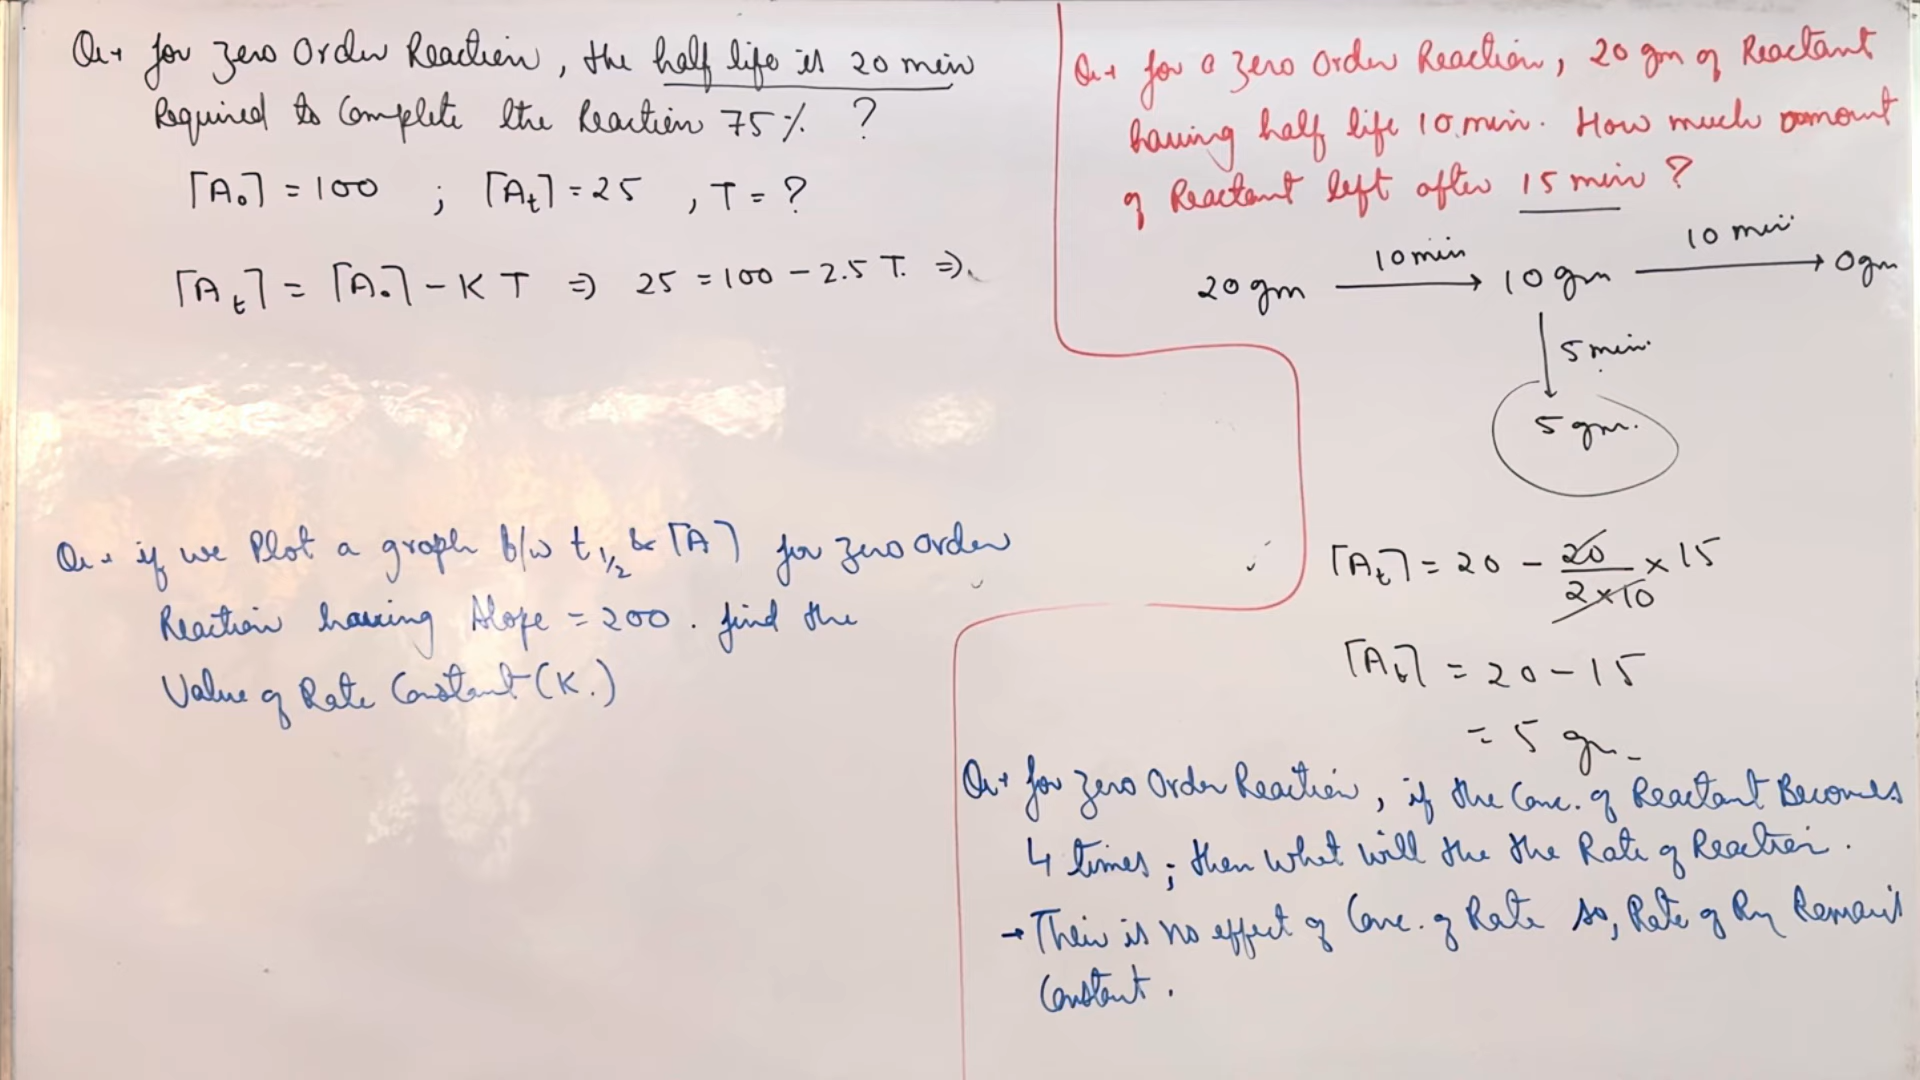 Qu→ for zero Order Reaction, the half life is 20 min
Required to Complete the Reaction 75% ?
[A₀] = 100 ; [Aₜ] = 25 , T = ?
[Aₜ] = [A₀] - K T ⇒ 25 = 100 - 2.5 T. ⇒
Qu→ if we Plot a graph b/w t₁/₂ & [A] for zero order
Reaction having Slope = 200 . find the
Value of Rate Constant (K.)
Qu→ for a zero order Reaction, 20 gm of Reactant
having half life 10 min. How much amount
of Reactant left after 15 min ?
20 gm 10 min → 10 gm 10 min → 0 gm
↓ 5 min.
5 gm.
[Aₜ] = 20 - 20/2×10 × 15
[Aₜ] = 20 - 15
= 5 gm
Qu→ for zero Order Reaction, if the Conc. of Reactant Becomes
4 times ; then what will the the Rate of Reaction.
→ Their is no effect of Conc. of Rate so, Rate of Rxn Remains
Constant .